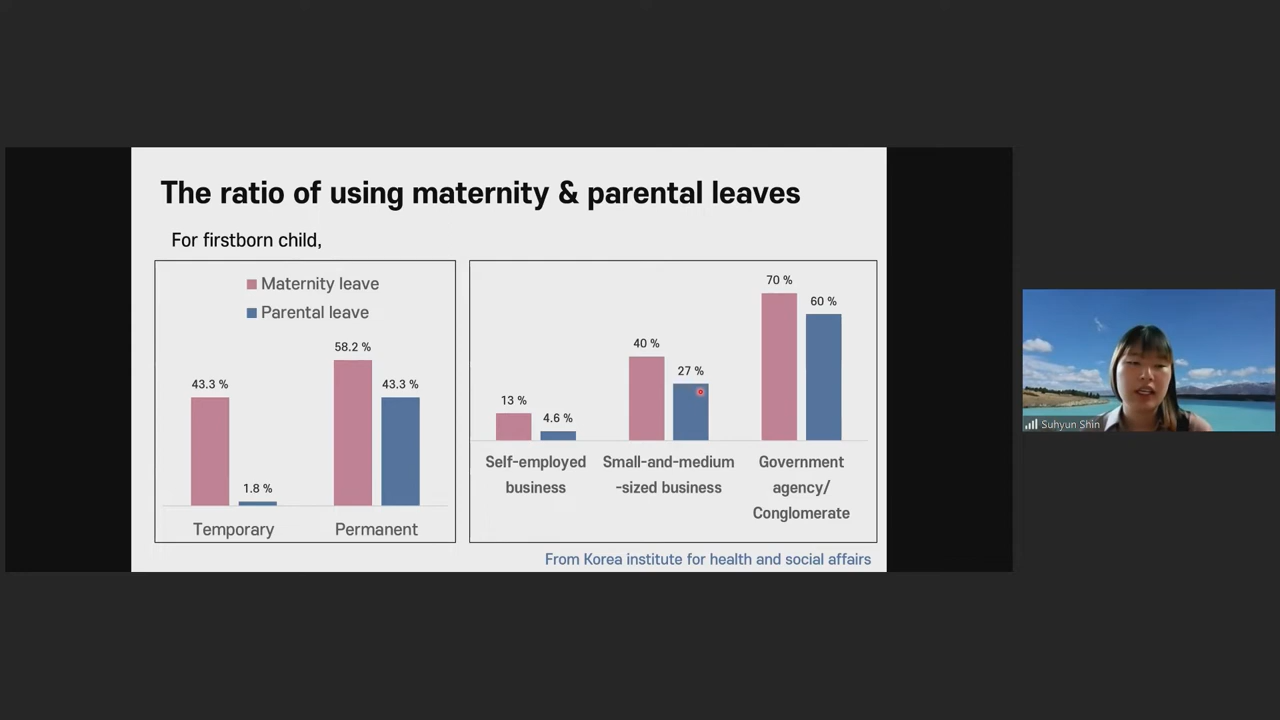 The ratio of using maternity & parental leaves
For firstborn child,
Maternity leave
Parental leave
43.3 %
1.8 %
58.2 %
43.3 %
Temporary
Permanent
13 %
4.6 %
40 %
27 %
70 %
60 %
Self-employed
business
Small-and-medium
-sized business
Government
agency/
Conglomerate
From Korea institute for health and social affairs
Suhyun Shin